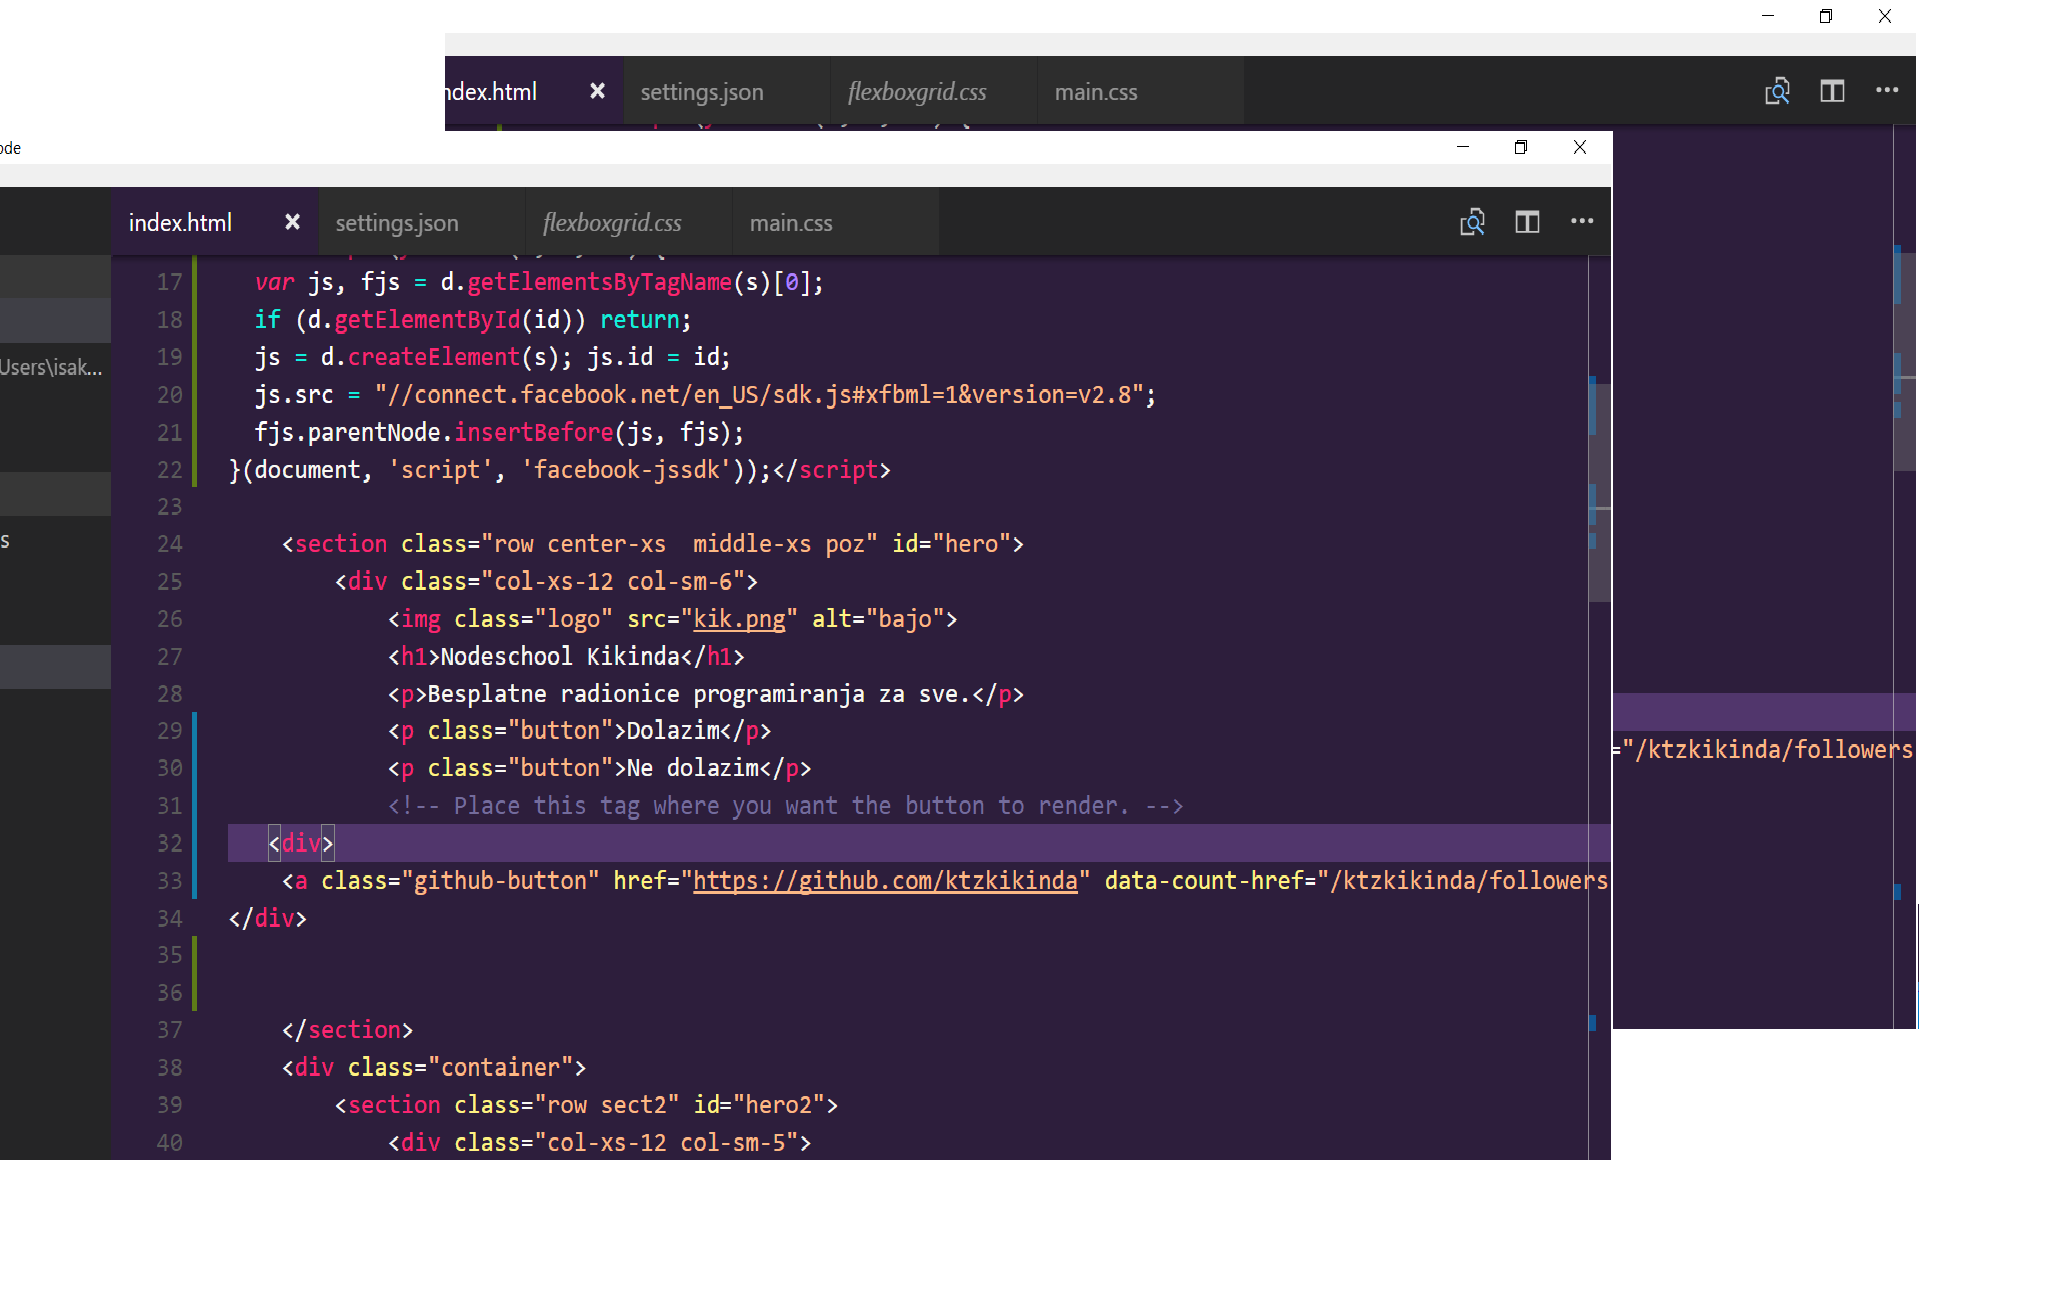 ndex.html settings.json flexboxgrid.css main.css
ode
index.html settings.json flexboxgrid.css main.css
17 var js, fjs = d.getElementsByTagName(s)[0];
18 if (d.getElementById(id)) return;
Users\isak...
19 js = d.createElement(s); js.id = id;
20 js.src = "//connect.facebook.net/en_US/sdk.js#xfbml=1&version=v2.8";
21 fjs.parentNode.insertBefore(js, fjs);
22 }(document, 'script', 'facebook-jssdk'));</script>
23
s
24 <section class="row center-xs  middle-xs poz" id="hero">
25 <div class="col-xs-12 col-sm-6">
26 <img class="logo" src="kik.png" alt="bajo">
27 <h1>Nodeschool Kikinda</h1>
28 <p>Besplatne radionice programiranja za sve.</p>
29 <p class="button">Dolazim</p>
="/ktzkikinda/followers
30 <p class="button">Ne dolazim</p>
31 <!-- Place this tag where you want the button to render. -->
32 <div>
33 <a class="github-button" href="https://github.com/ktzkikinda" data-count-href="/ktzkikinda/followers
34 </div>
35
36
37 </section>
38 <div class="container">
39 <section class="row sect2" id="hero2">
40 <div class="col-xs-12 col-sm-5">